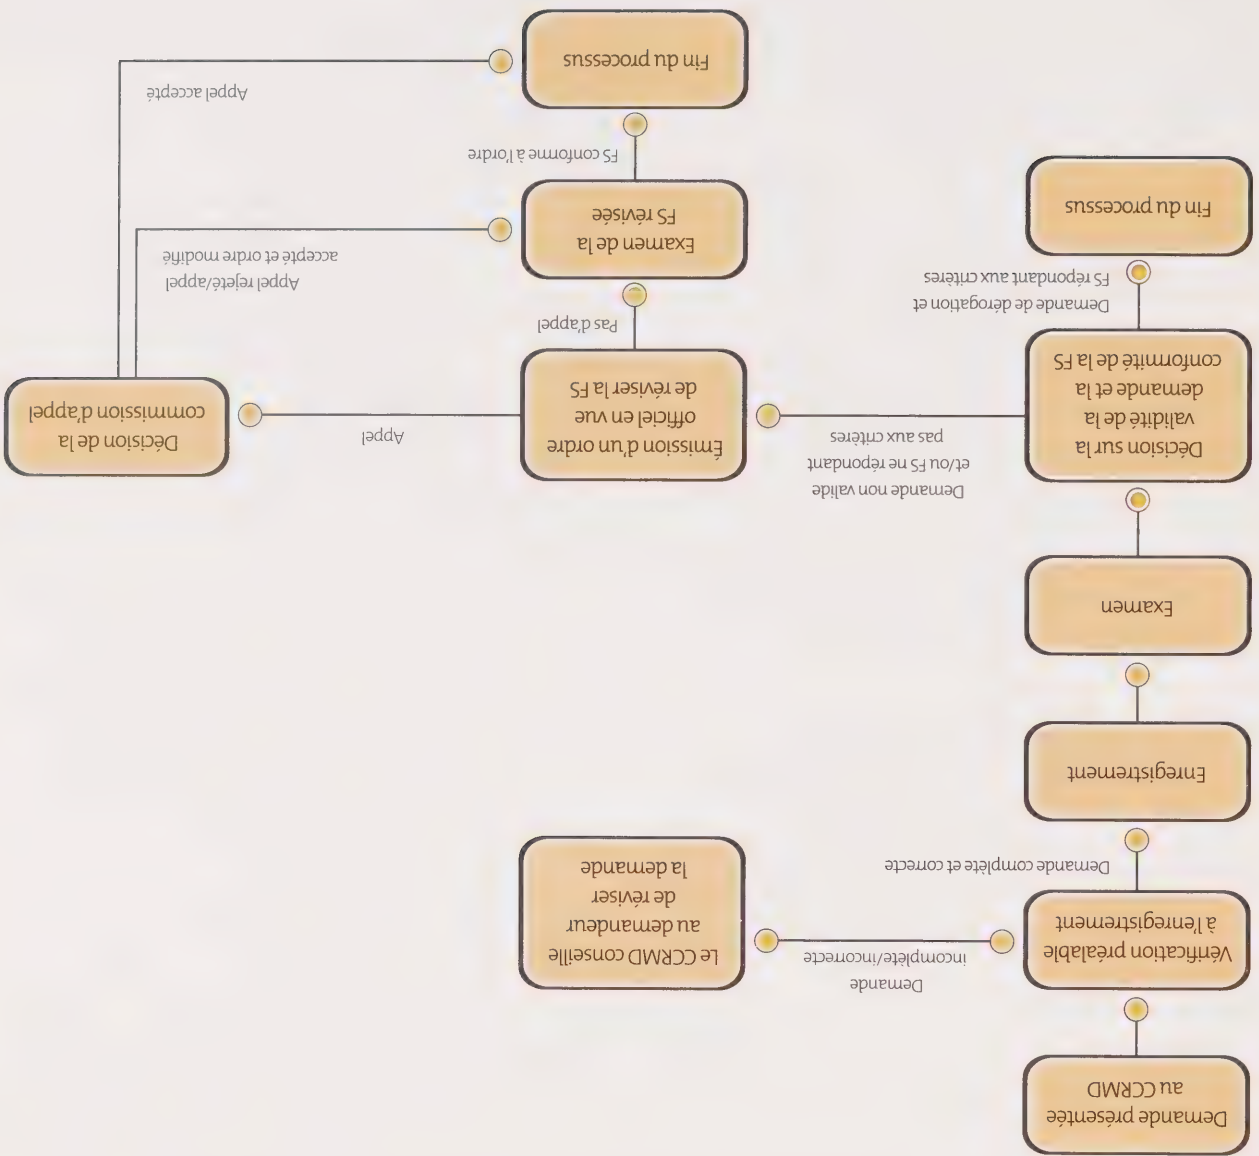 Demande présentée
au CCRMD
Vérification préalable
à l'enregistrement
Demande
incomplète/incorrecte
Le CCRMD conseille
au demandeur
de réviser
la demande
Demande complète et correcte
Enregistrement
Examen
Décision sur la
validité de la
demande et la
conformité de la FS
Demande non valide
et/ou FS ne répondant
pas aux critères
Émission d'un ordre
officiel en vue
de réviser la FS
Appel
Décision de la
commission d'appel
Demande de dérogation et
FS répondant aux critères
Fin du processus
Pas d'appel
Examen de la
FS révisée
Appel rejeté/appel
accepté et ordre modifié
FS conforme à l'ordre
Fin du processus
Appel accepté